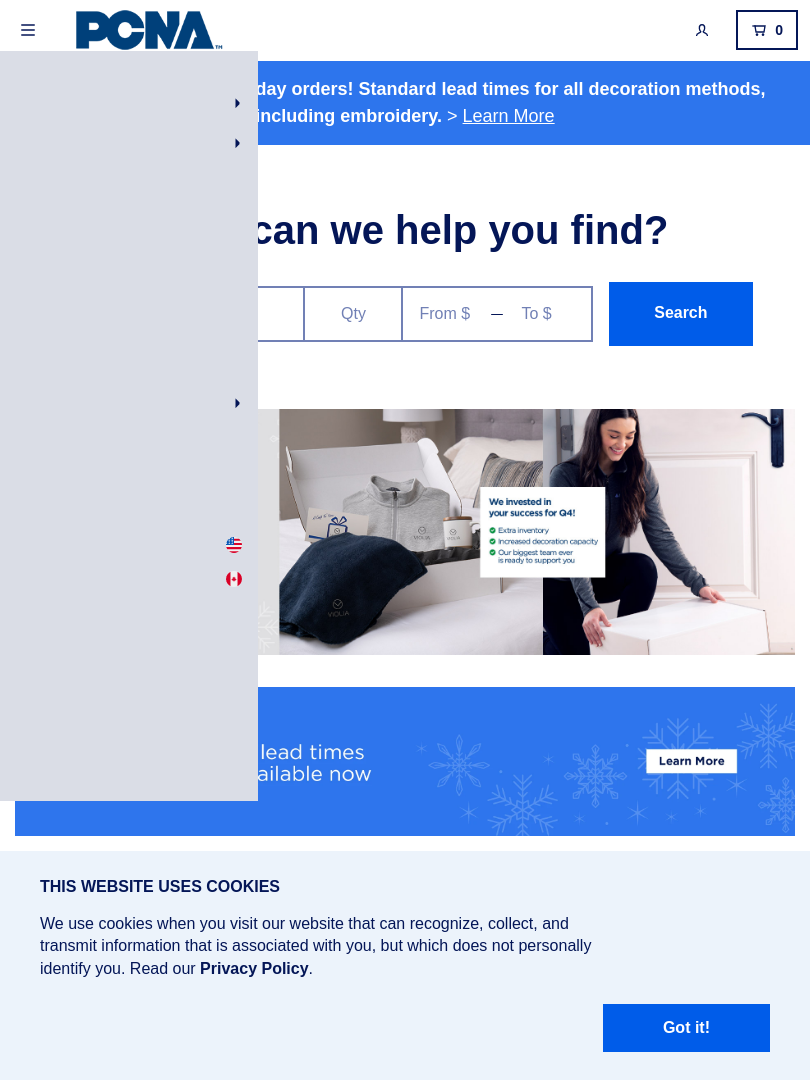 PCNA™
0
day orders! Standard lead times for all decoration methods,
including embroidery. > Learn More
can we help you find?
Qty
From $ — To $
Search
We invested in
your success for Q4!
Extra inventory
Increased decoration capacity
Our biggest team ever
is ready to support you
VIOLIA
lead times
ailable now
Learn More
THIS WEBSITE USES COOKIES
We use cookies when you visit our website that can recognize, collect, and
transmit information that is associated with you, but which does not personally
identify you. Read our Privacy Policy.
Got it!